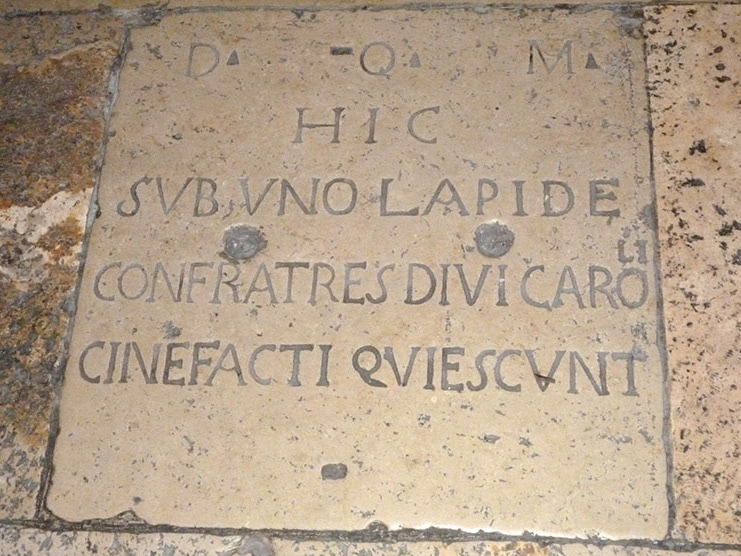 D · Q · M ·
HIC
SVB VNO LAPIDE
CONFRATRES DIVI CAROLI
CINEFACTI QVIESCVNT